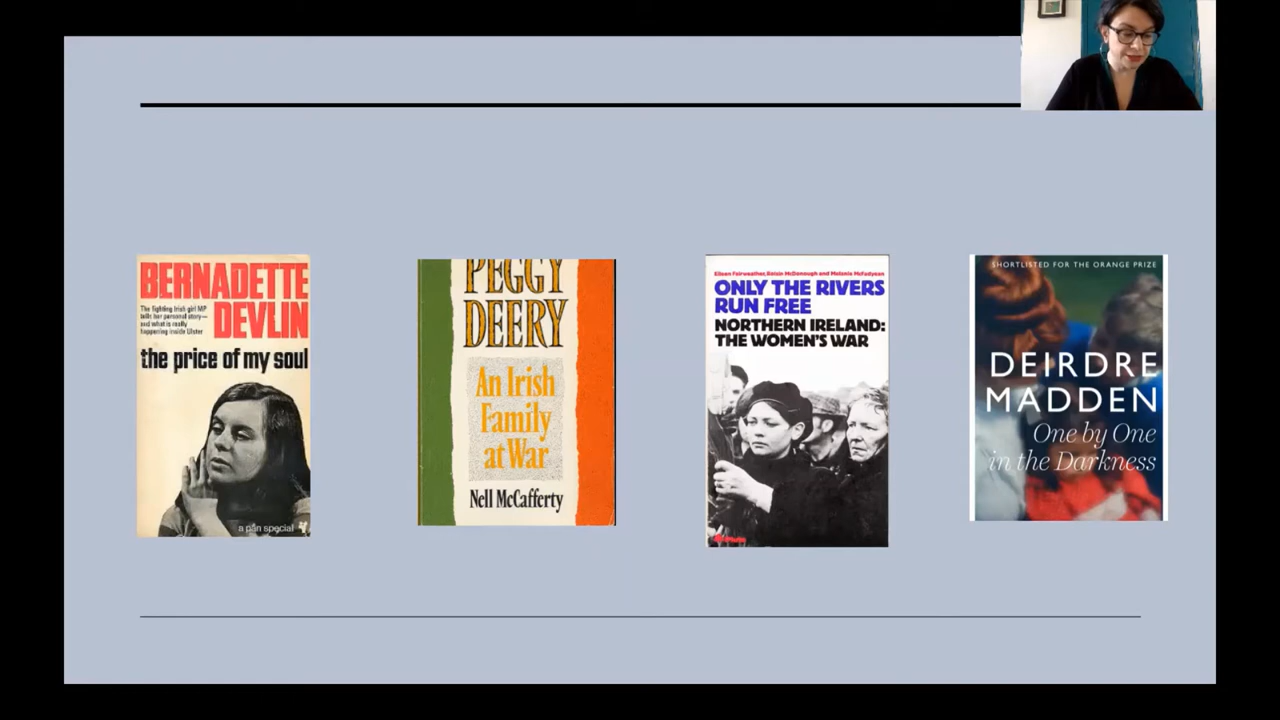 BERNADETTE
DEVLIN
The fighting Irish girl MP
tells her personal story—
and what is really
happening inside Ulster
the price of my soul
a pan special
PEGGY
DEERY
An Irish
Family
at War
Nell McCafferty
Eileen Fairweather, Roisín McDonough and Melanie McFadyean
ONLY THE RIVERS
RUN FREE
NORTHERN IRELAND:
THE WOMEN'S WAR
SHORTLISTED FOR THE ORANGE PRIZE
DEIRDRE
MADDEN
One by One
in the Darkness